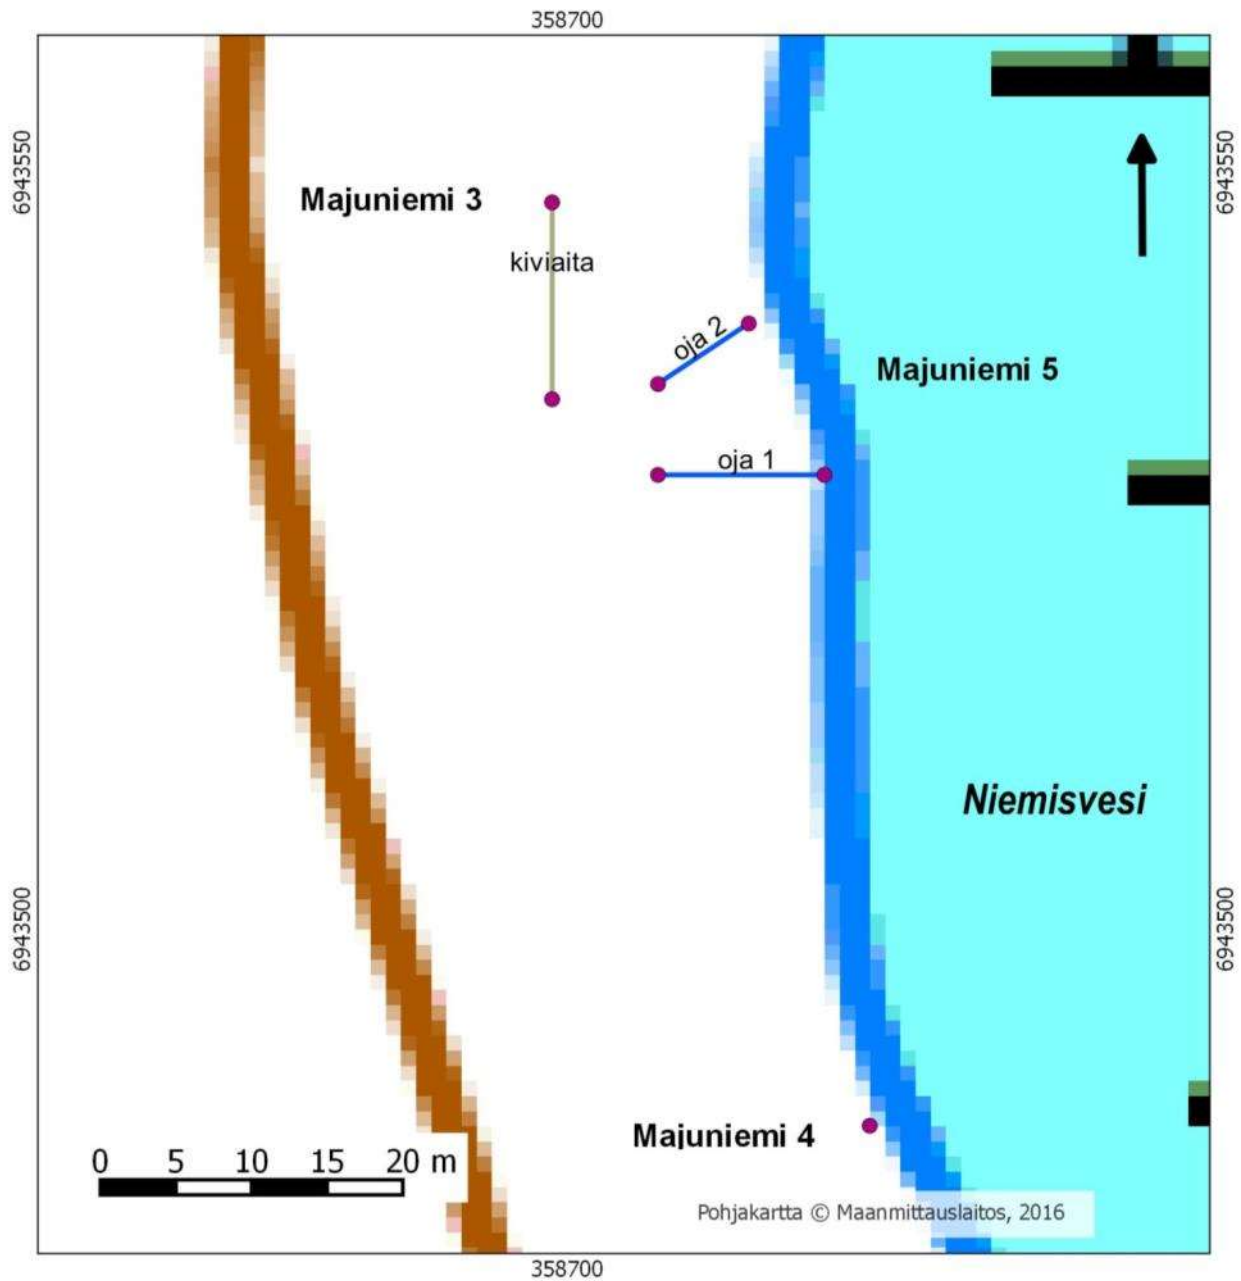 358700
6943550
6943550
Majuniemi 3
kiviaita
oja 2
Majuniemi 5
oja 1
Niemisvesi
6943500
6943500
Majuniemi 4
0 5 10 15 20 m
Pohjakartta © Maanmittauslaitos, 2016
358700